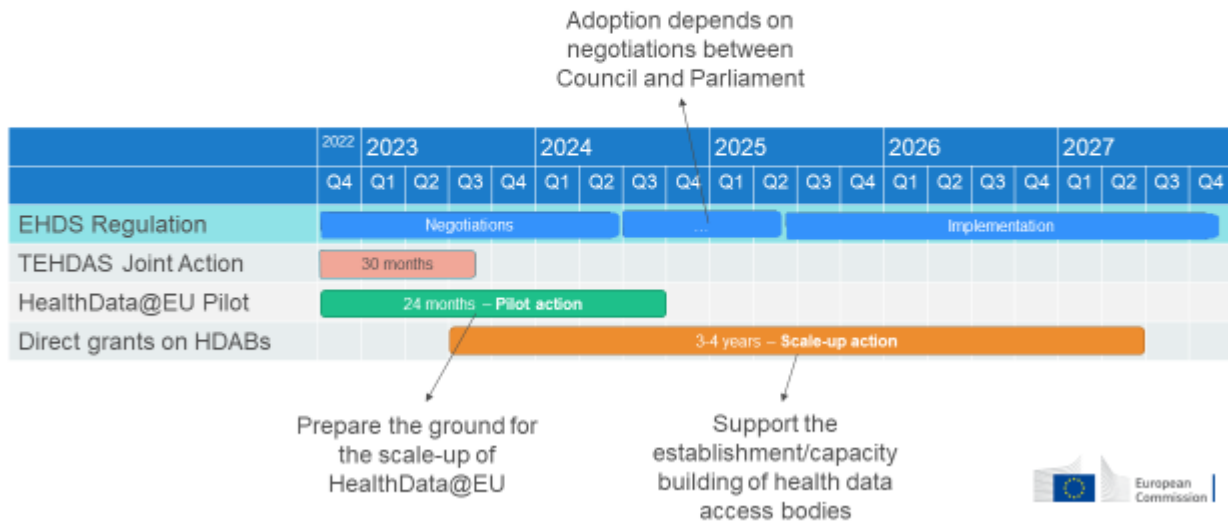 Adoption depends on
negotiations between
Council and Parliament
2022 2023 2024 2025 2026 2027
Q4 Q1 Q2 Q3 Q4 Q1 Q2 Q3 Q4 Q1 Q2 Q3 Q4 Q1 Q2 Q3 Q4 Q1 Q2 Q3 Q4
EHDS Regulation Negotiations ... Implementation
TEHDAS Joint Action 30 months
HealthData@EU Pilot 24 months – Pilot action
Direct grants on HDABs 3-4 years – Scale-up action
Prepare the ground for
the scale-up of
HealthData@EU
Support the
establishment/capacity
building of health data
access bodies
European
Commission